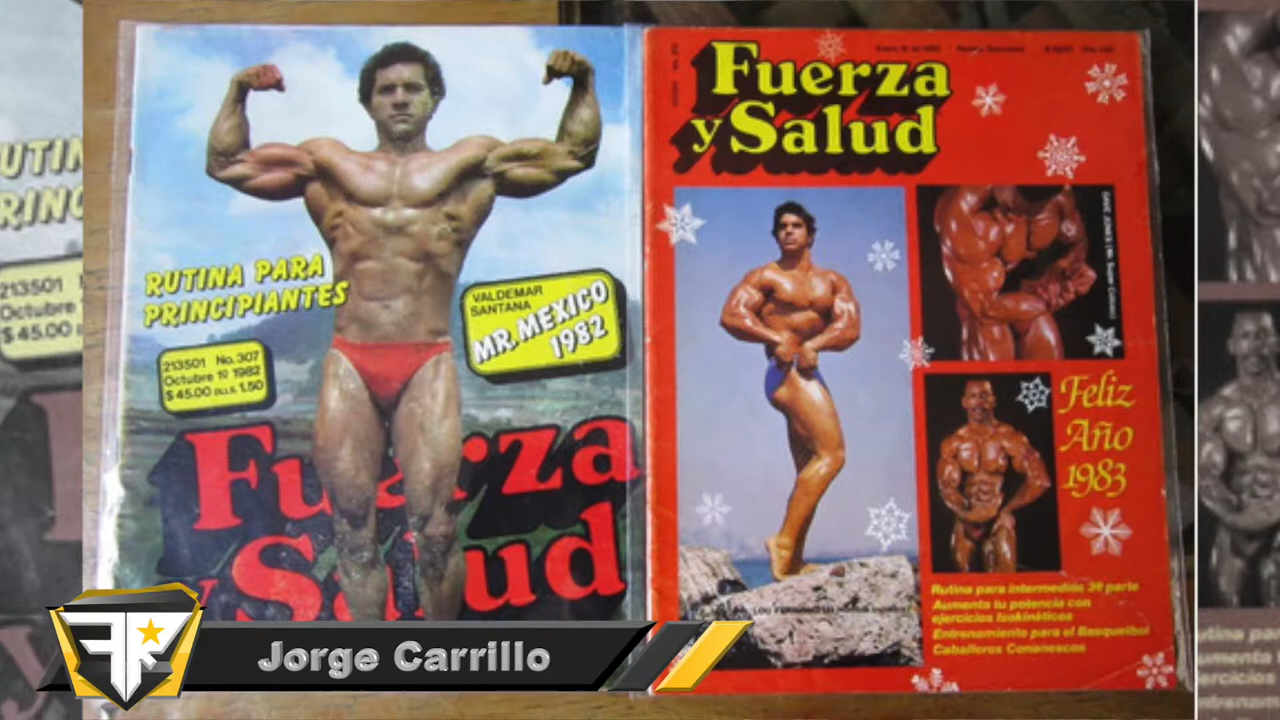 RUTINA PARA
PRINCIPIANTES
213501 No. 307
Octubre 1º 1982
$45.00 DLLS. 1.50
VALDEMAR
SANTANA
MR. MEXICO
1982
Fuerza
y Salud
Fuerza
y Salud
Feliz
Año
1983
Rutina para intermedios 3ª parte
Aumenta tu potencia con
ejercicios Isokinéticos
Entrenamiento para el Basquetbol
Caballeros Conanescos
Jorge Carrillo
UTIN
RINC
213501
Octubre
$45.00